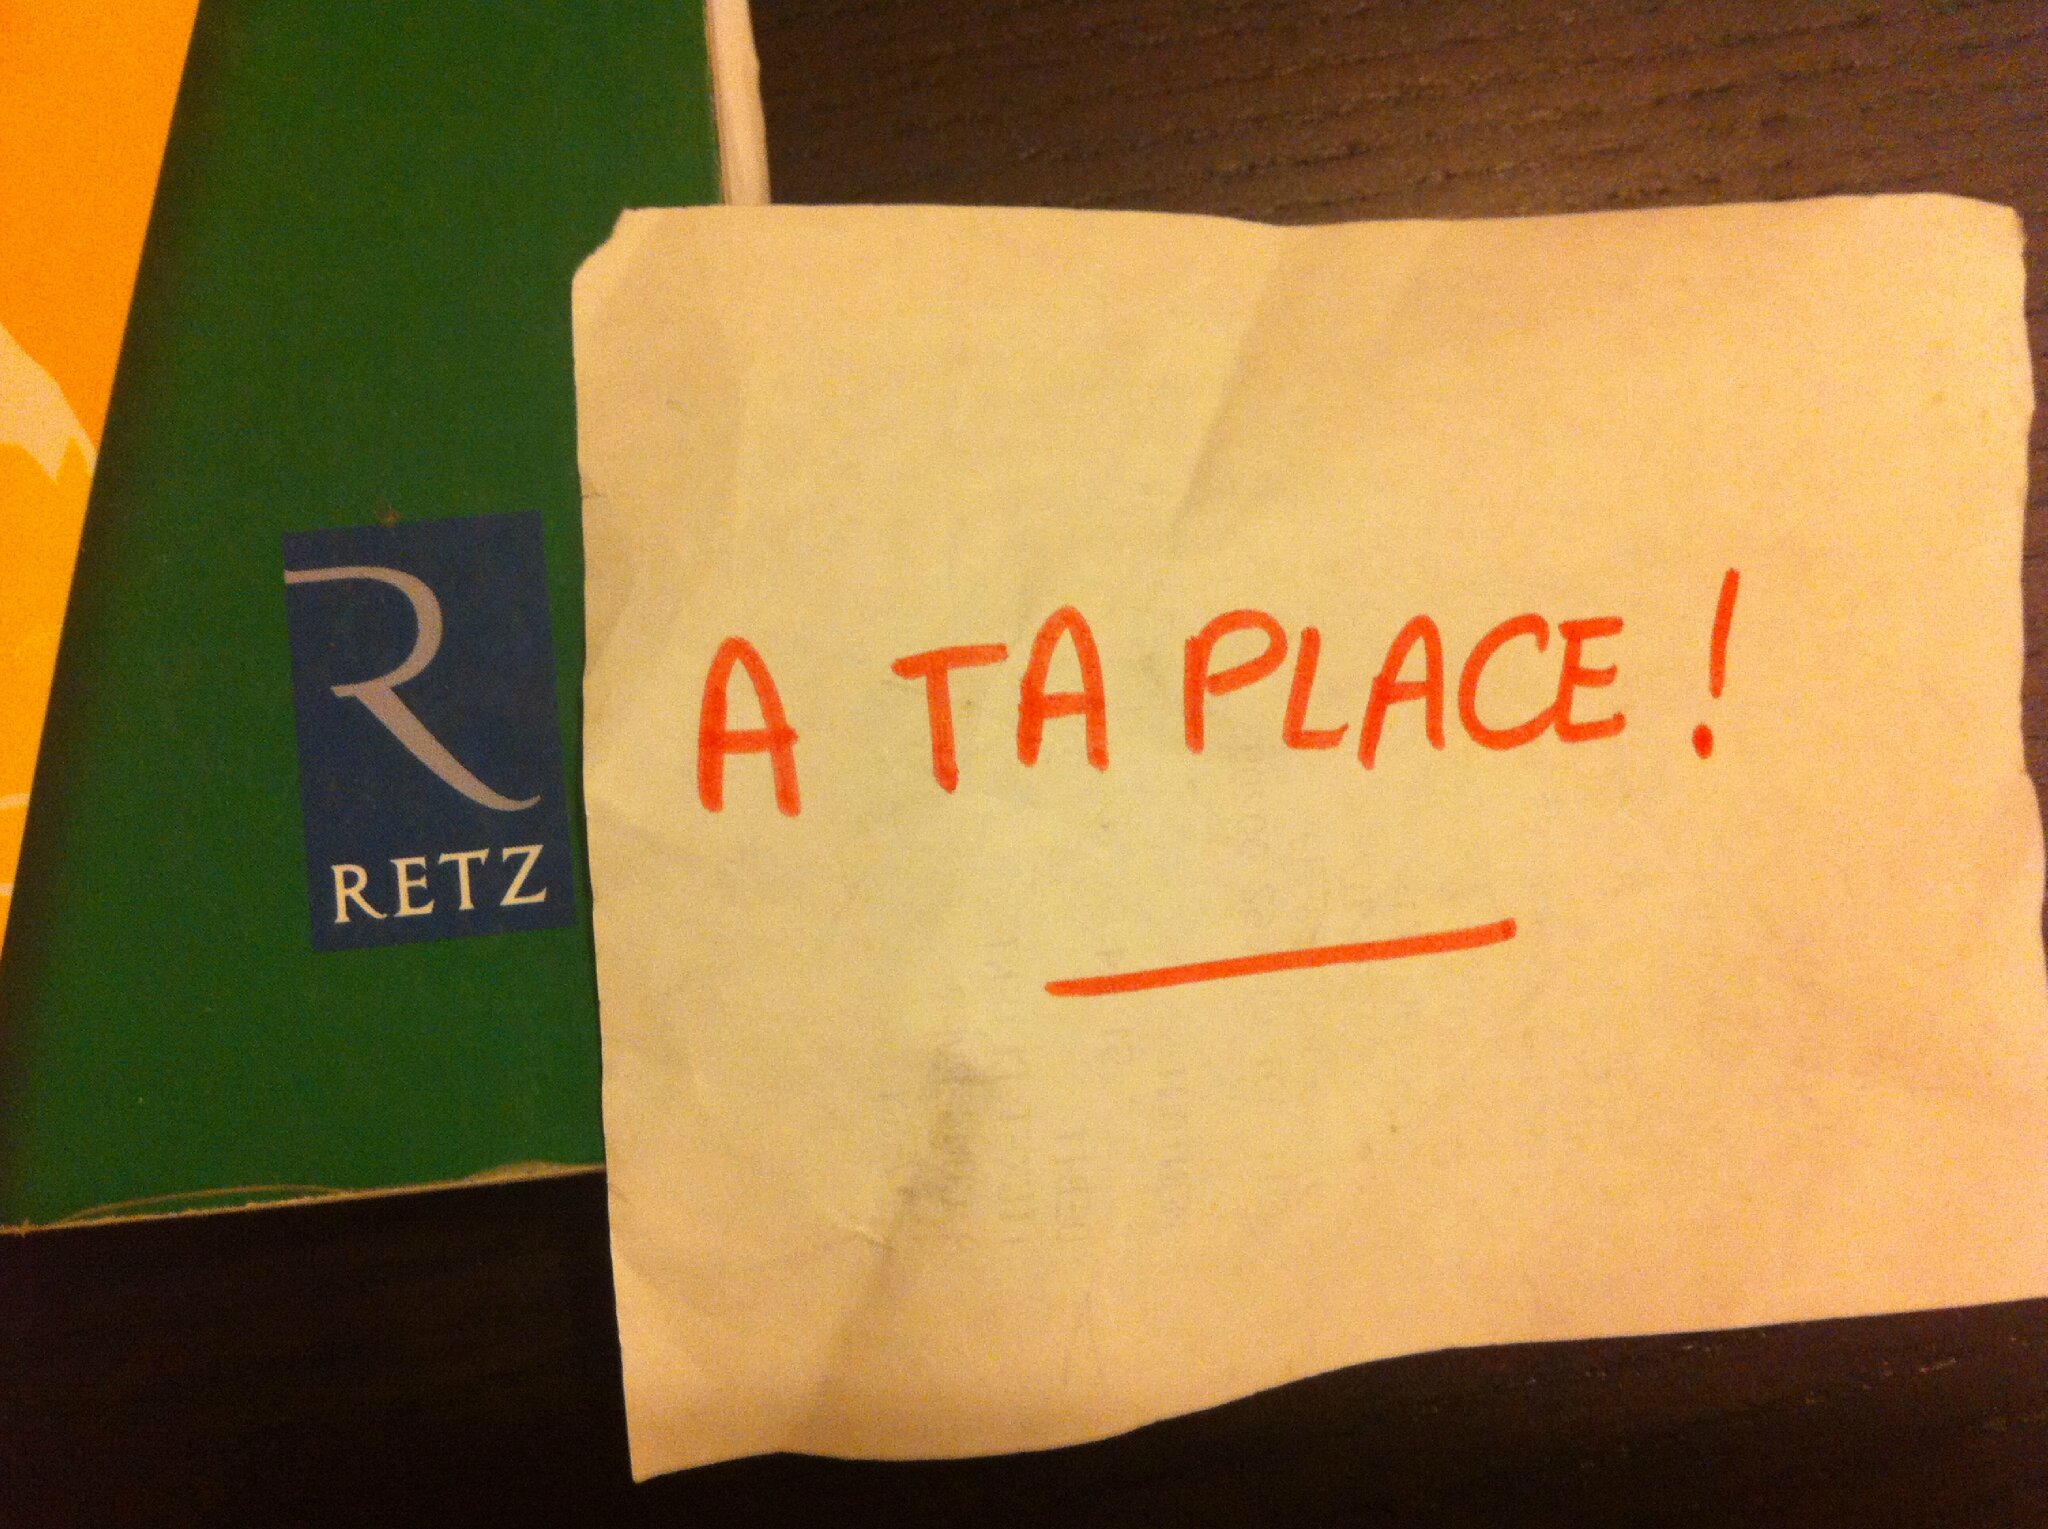 RETZ
A TA PLACE !